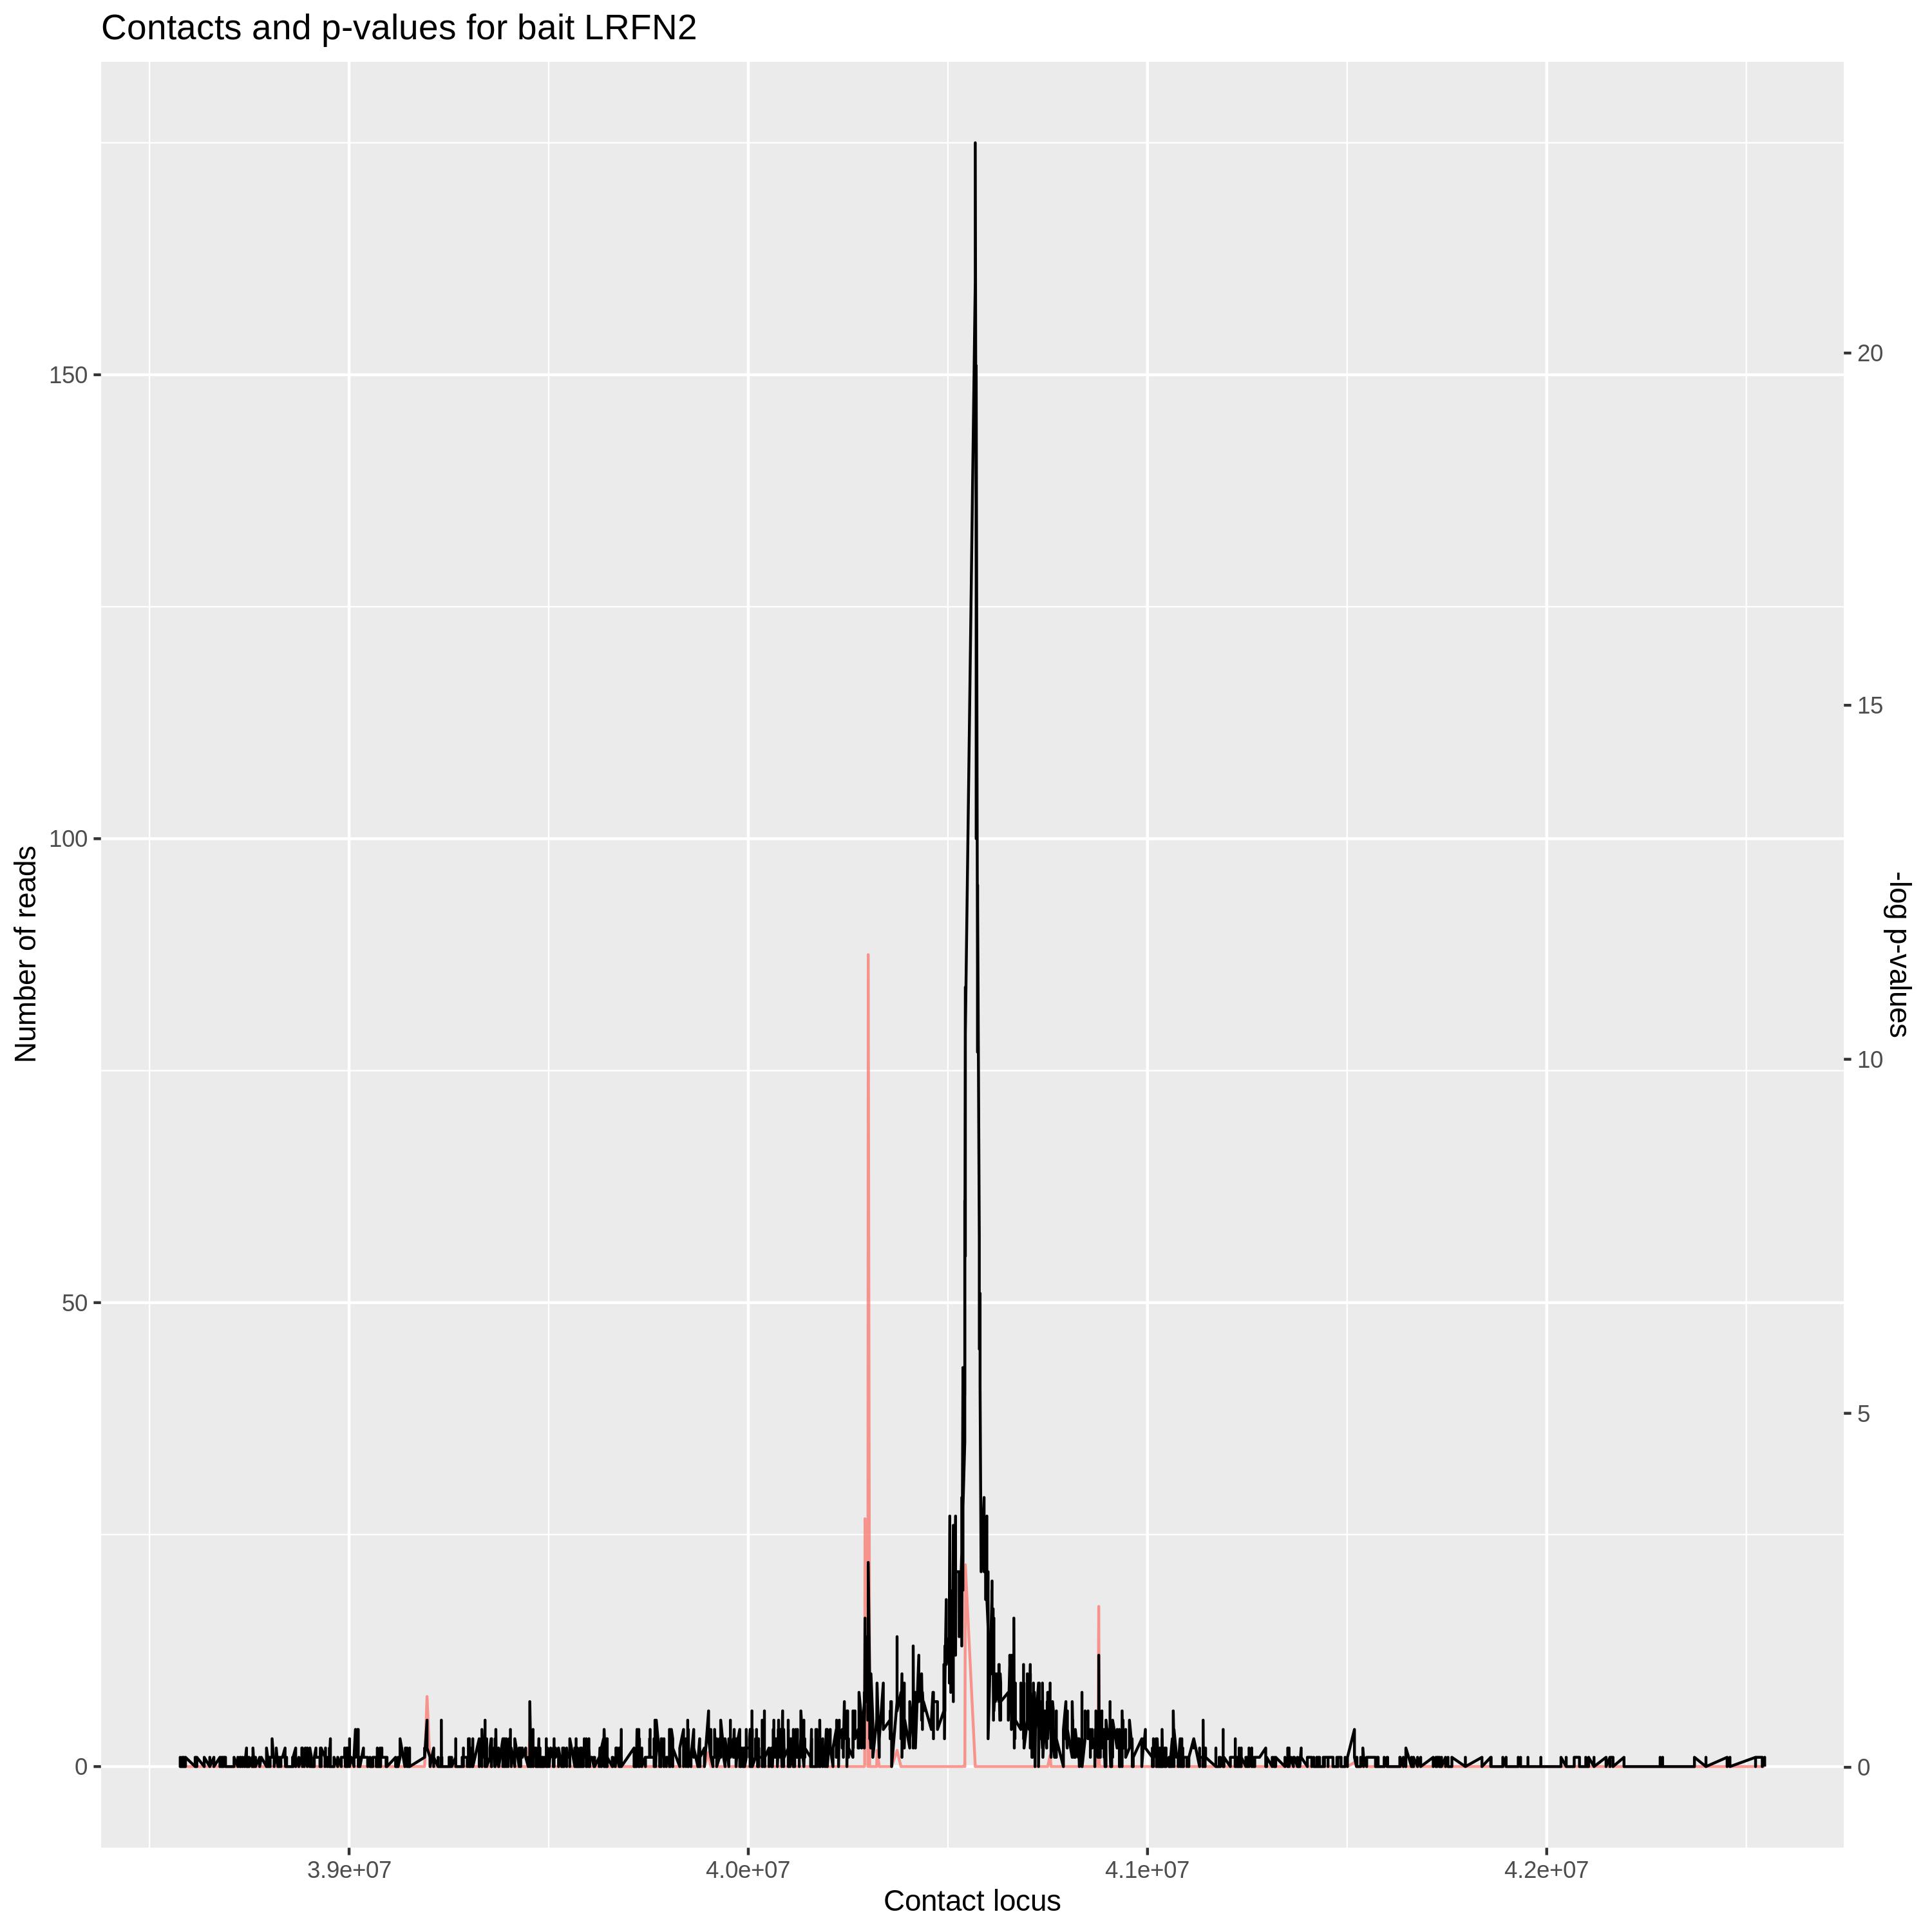 Contacts and p-values for bait LRFN2
150
100
50
0
Number of reads
20
15
10
5
0
-log p-values
3.9e+07
4.0e+07
4.1e+07
4.2e+07
Contact locus